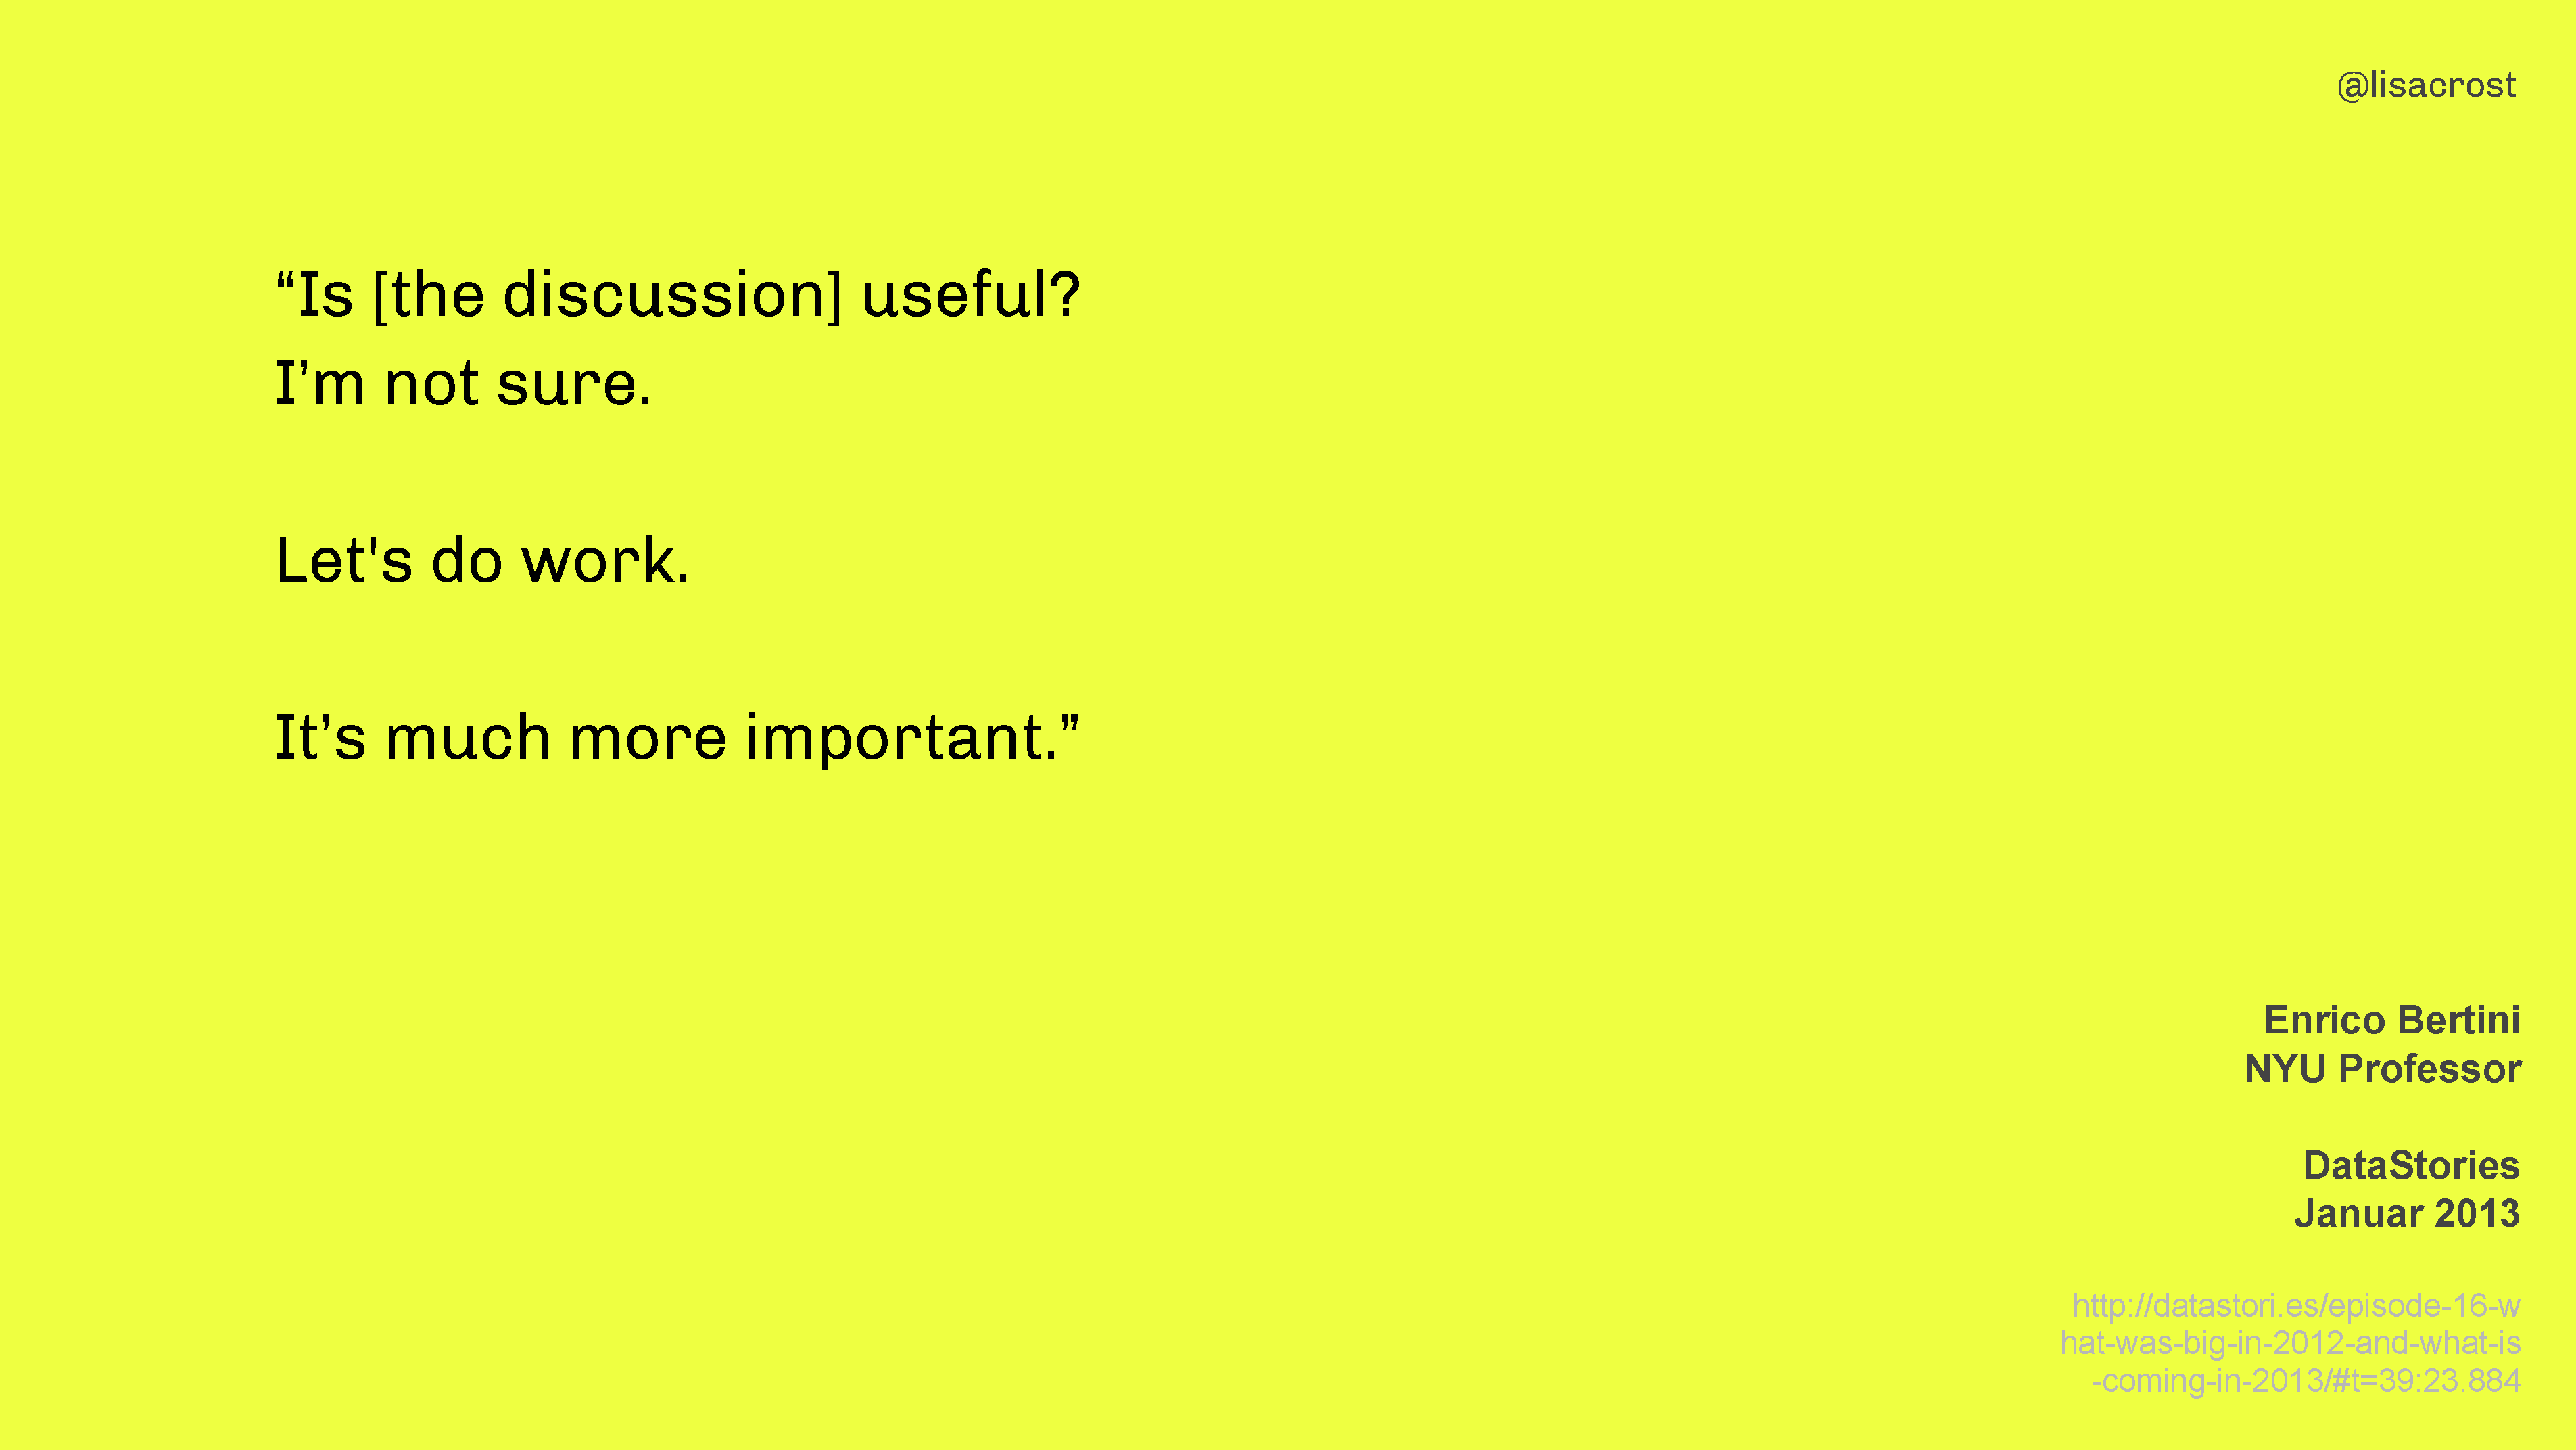 @lisacrost
“Is [the discussion] useful?
I’m not sure.
Let's do work.
It’s much more important.”
Enrico Bertini
NYU Professor
DataStories
Januar 2013
http://datastori.es/episode-16-w
hat-was-big-in-2012-and-what-is
-coming-in-2013/#t=39:23.884